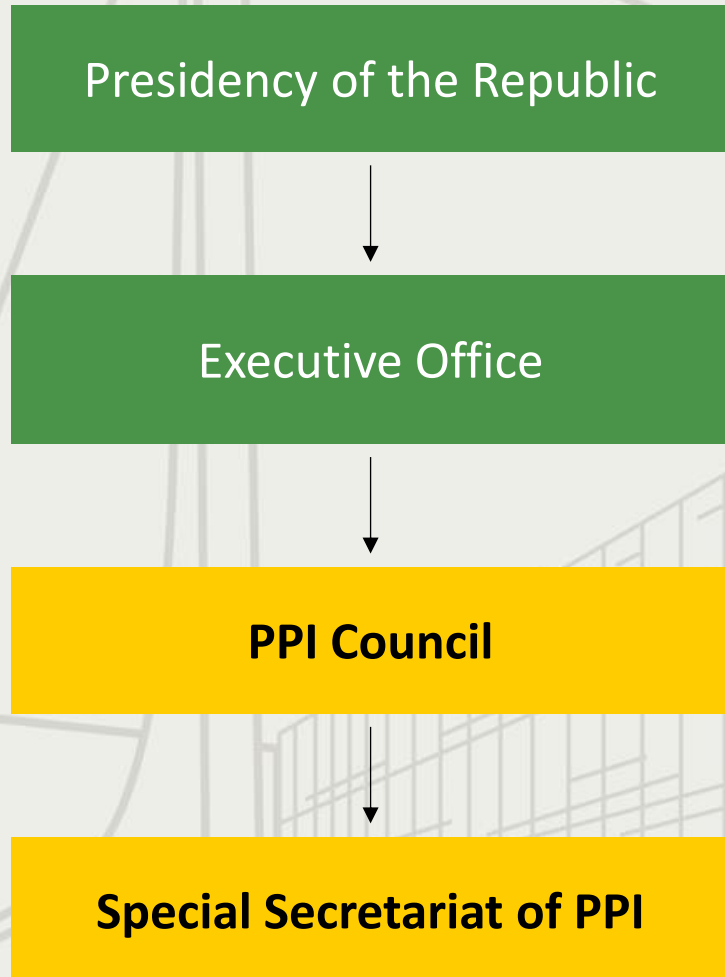 Presidency of the Republic
Executive Office
PPI Council
Special Secretariat of PPI